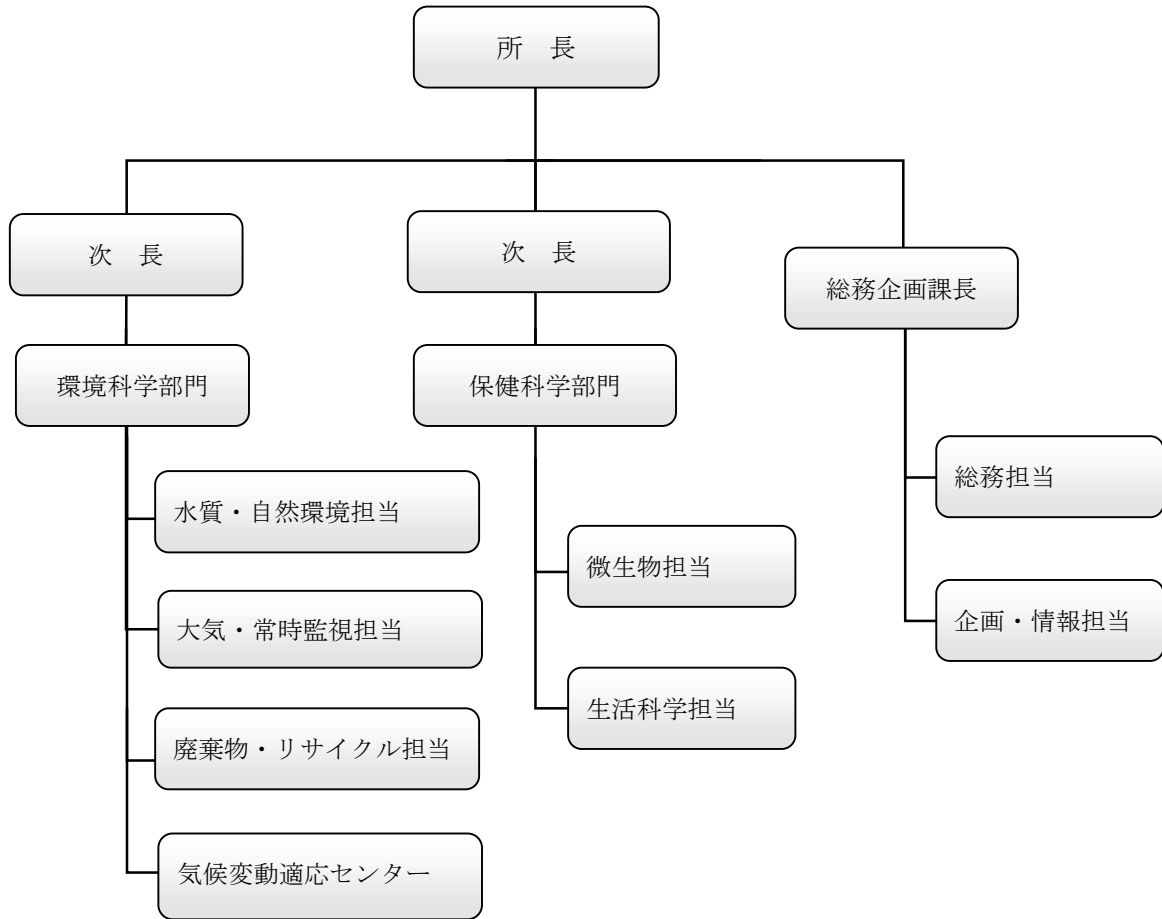 所　長
次　長
次　長
総務企画課長
環境科学部門
保健科学部門
水質・自然環境担当
大気・常時監視担当
廃棄物・リサイクル担当
気候変動適応センター
微生物担当
生活科学担当
総務担当
企画・情報担当